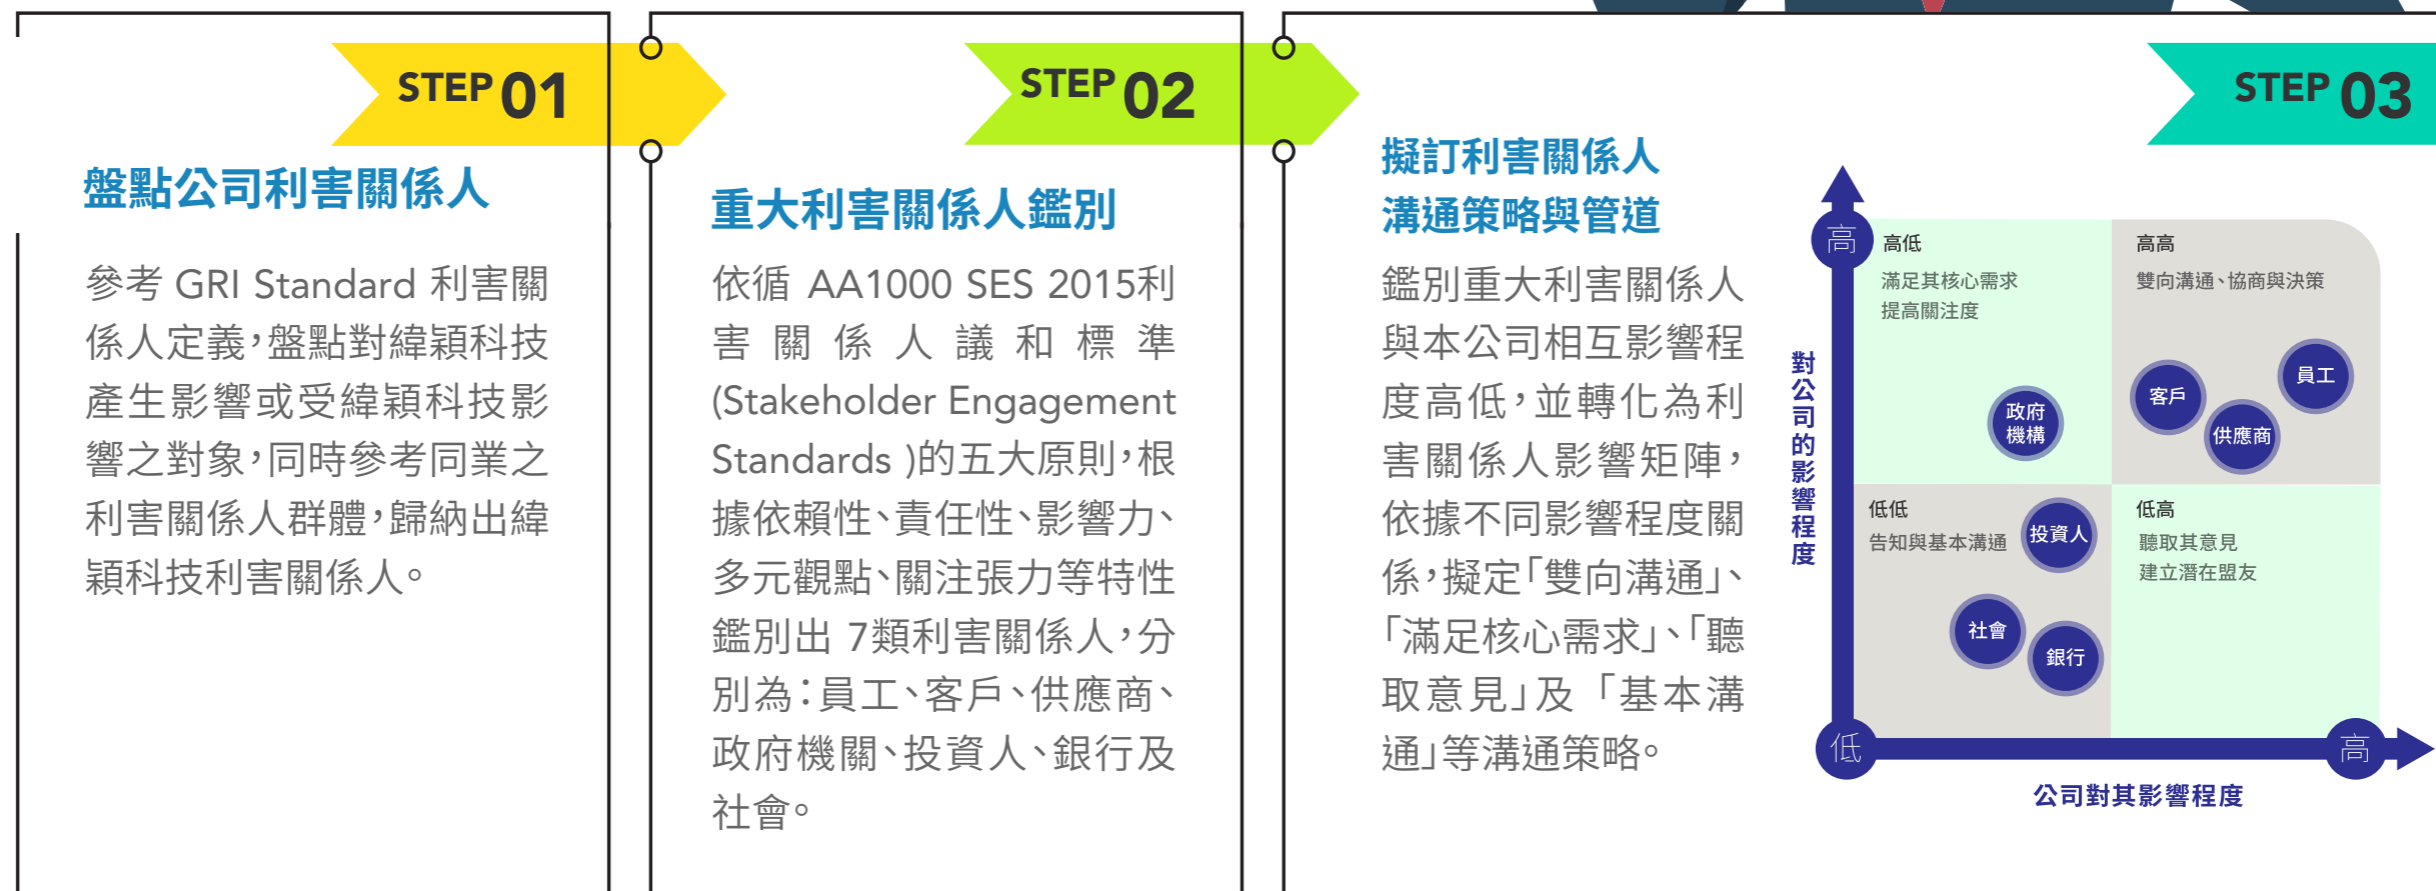 STEP 01
盤點公司利害關係人
參考 GRI Standard 利害關
係人定義，盤點對緯穎科技
產生影響或受緯穎科技影
響之對象，同時參考同業之
利害關係人群體，歸納出緯
穎科技利害關係人。
STEP 02
重大利害關係人鑑別
依循 AA1000 SES 2015利
害關係人議和標準
(Stakeholder Engagement
Standards )的五大原則，根
據依賴性、責任性、影響力、
多元觀點、關注張力等特性
鑑別出 7類利害關係人，分
別為：員工、客戶、供應商、
政府機關、投資人、銀行及
社會。
STEP 03
擬訂利害關係人
溝通策略與管道
鑑別重大利害關係人
與本公司相互影響程
度高低，並轉化為利
害關係人影響矩陣，
依據不同影響程度關
係，擬定「雙向溝通」、
「滿足核心需求」、「聽
取意見」及「基本溝
通」等溝通策略。
對公司的影響程度
高
高低
滿足其核心需求
提高關注度
政府
機構
高高
雙向溝通、協商與決策
員工
客戶
供應商
低低
告知與基本溝通
投資人
社會
銀行
低高
聽取其意見
建立潛在盟友
低
高
公司對其影響程度